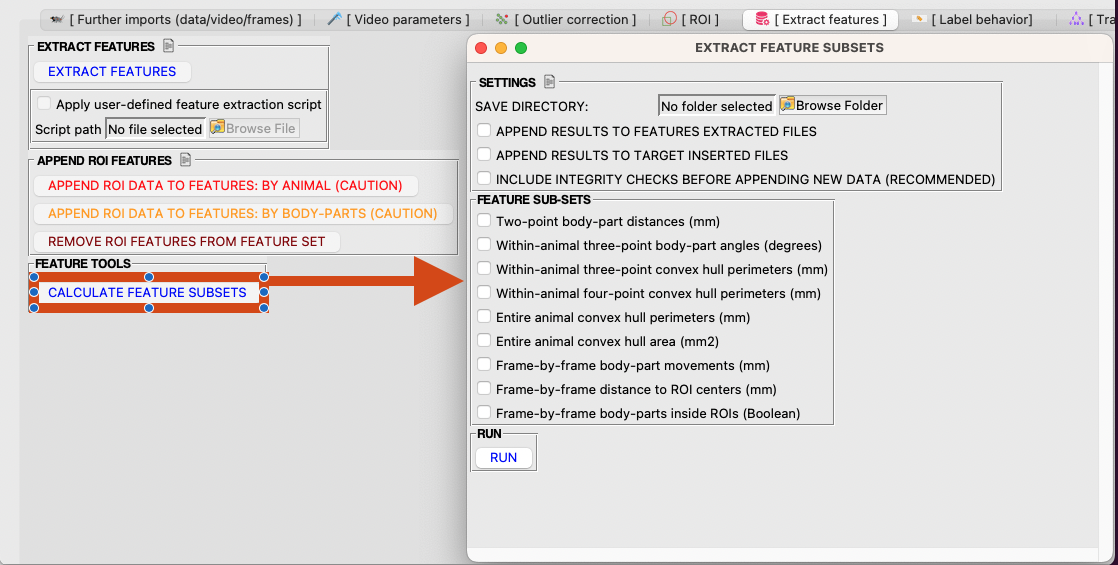 [ Further imports (data/video/frames) ]
[ Video parameters ]
[ Outlier correction ]
[ ROI ]
[ Extract features ]
[ Label behavior]
[ Tra
EXTRACT FEATURES
EXTRACT FEATURES
Apply user-defined feature extraction script
Script path No file selected Browse File
APPEND ROI FEATURES
APPEND ROI DATA TO FEATURES: BY ANIMAL (CAUTION)
APPEND ROI DATA TO FEATURES: BY BODY-PARTS (CAUTION)
REMOVE ROI FEATURES FROM FEATURE SET
FEATURE TOOLS
CALCULATE FEATURE SUBSETS
EXTRACT FEATURE SUBSETS
SETTINGS
SAVE DIRECTORY: No folder selected Browse Folder
APPEND RESULTS TO FEATURES EXTRACTED FILES
APPEND RESULTS TO TARGET INSERTED FILES
INCLUDE INTEGRITY CHECKS BEFORE APPENDING NEW DATA (RECOMMENDED)
FEATURE SUB-SETS
Two-point body-part distances (mm)
Within-animal three-point body-part angles (degrees)
Within-animal three-point convex hull perimeters (mm)
Within-animal four-point convex hull perimeters (mm)
Entire animal convex hull perimeters (mm)
Entire animal convex hull area (mm2)
Frame-by-frame body-part movements (mm)
Frame-by-frame distance to ROI centers (mm)
Frame-by-frame body-parts inside ROIs (Boolean)
RUN
RUN